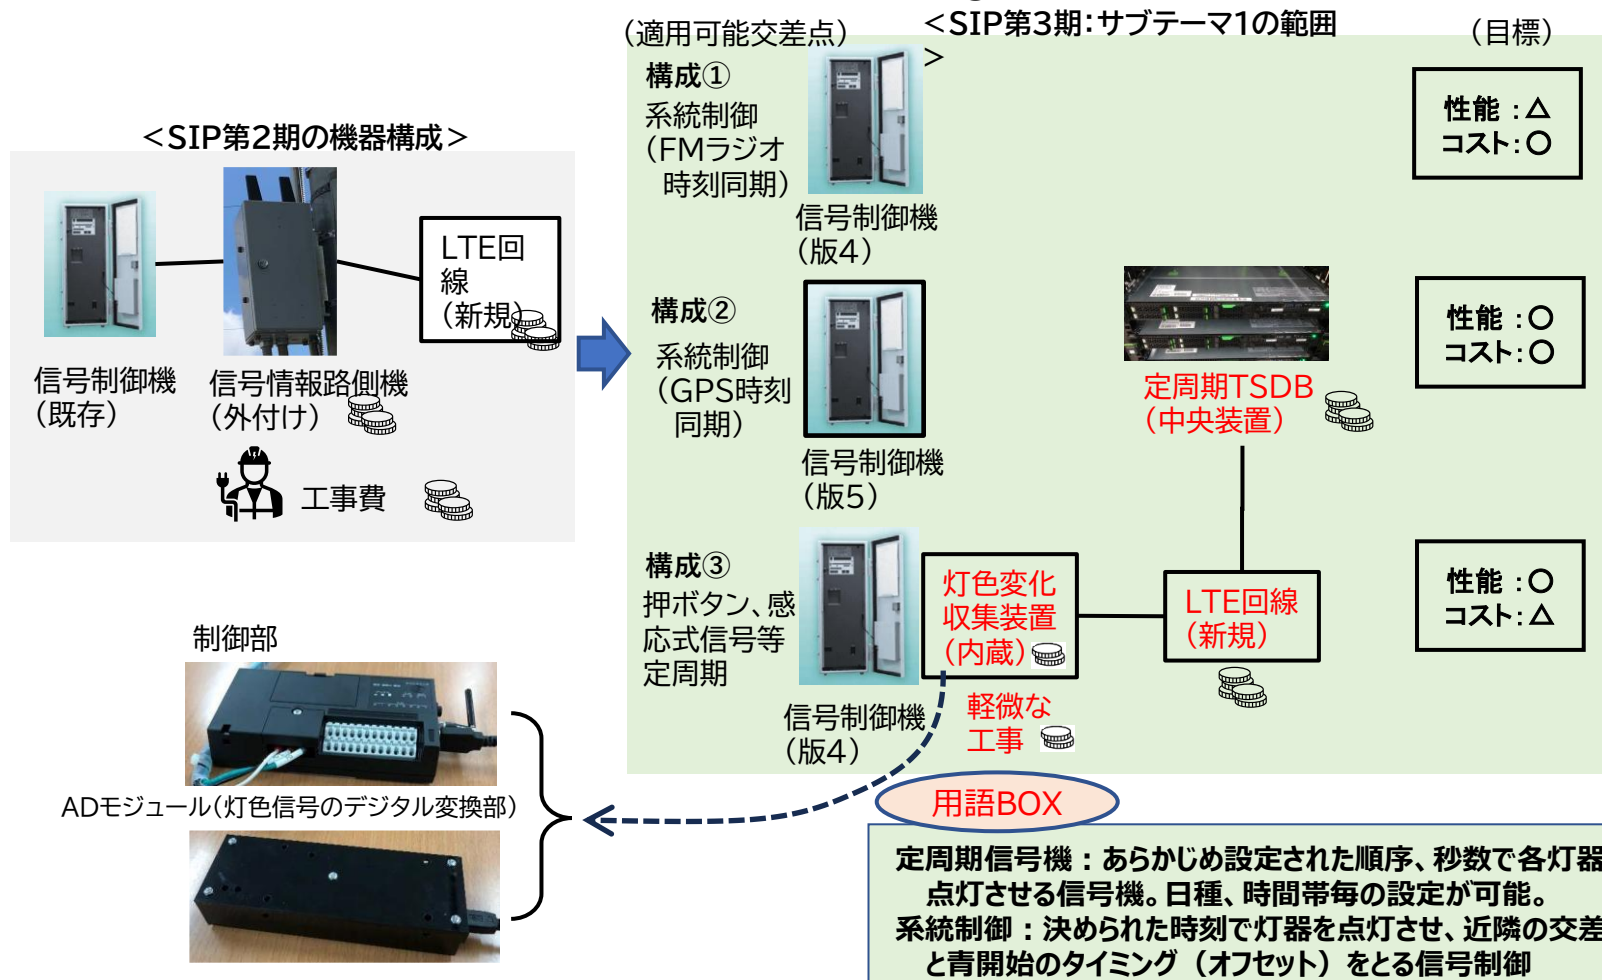 ＜SIP第2期の機器構成＞
信号制御機
（既存）
信号情報路側機
（外付け）
LTE回
線
（新規）
工事費
＜SIP第3期：サブテーマ1の範囲
＞
（適用可能交差点）
（目標）
構成①
系統制御
（FMラジオ
時刻同期）
信号制御機
（版4）
性能：△
コスト：○
構成②
系統制御
（GPS時刻
同期）
信号制御機
（版5）
定周期TSDB
（中央装置）
性能：○
コスト：○
構成③
押ボタン、感
応式信号等
定周期
信号制御機
（版4）
灯色変化
収集装置
（内蔵）
軽微な
工事
LTE回線
（新規）
性能：○
コスト：△
制御部
ADモジュール（灯色信号のデジタル変換部）
用語BOX
定周期信号機：あらかじめ設定された順序、秒数で各灯器
点灯させる信号機。日種、時間帯毎の設定が可能。
系統制御：決められた時刻で灯器を点灯させ、近隣の交差
と青開始のタイミング（オフセット）をとる信号制御